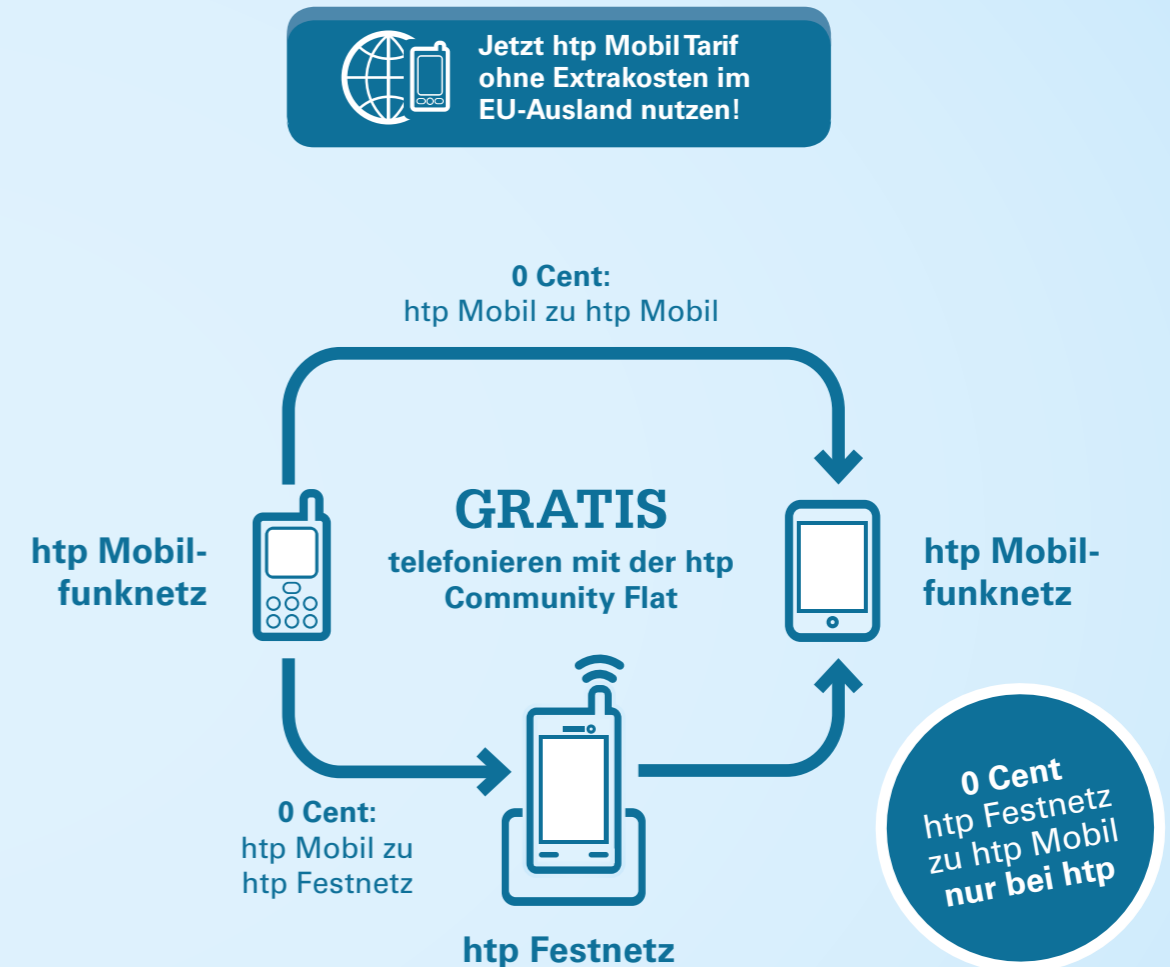 Jetzt htp Mobil Tarif
ohne Extrakosten im
EU-Ausland nutzen!
0 Cent:
htp Mobil zu htp Mobil
htp Mobil-
funknetz
GRATIS
telefonieren mit der htp
Community Flat
htp Mobil-
funknetz
0 Cent:
htp Mobil zu
htp Festnetz
htp Festnetz
0 Cent
htp Festnetz
zu htp Mobil
nur bei htp